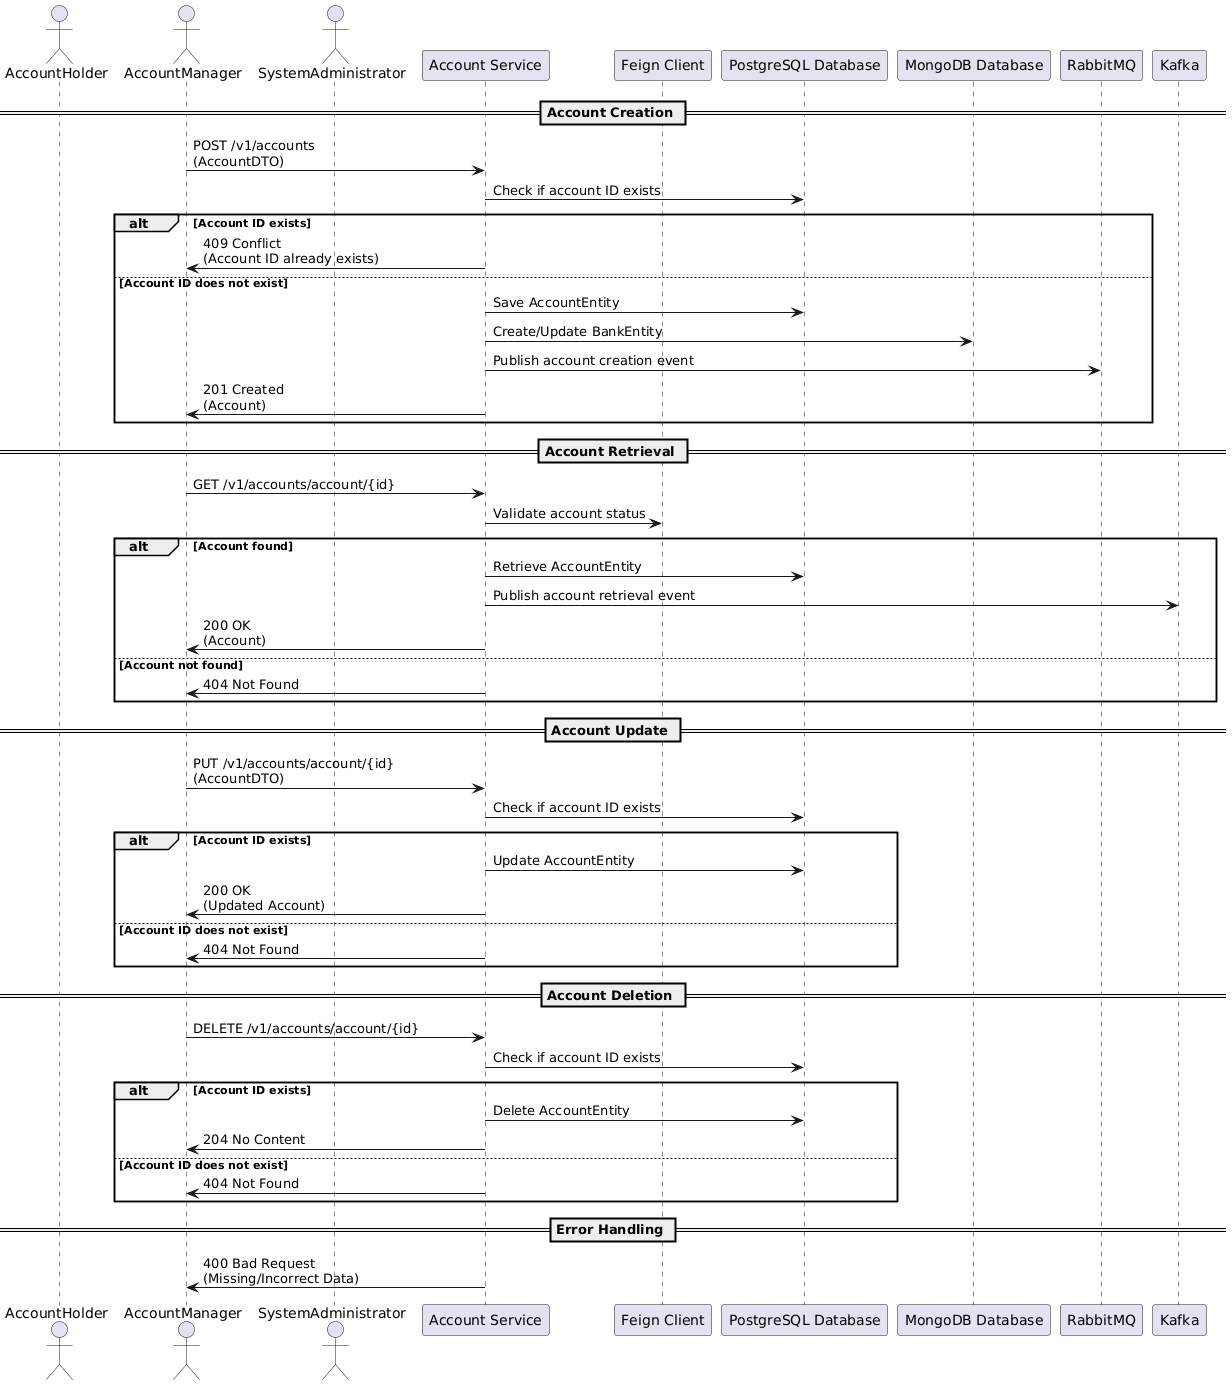 AccountHolder AccountManager SystemAdministrator Account Service Feign Client PostgreSQL Database MongoDB Database RabbitMQ Kafka
Account Creation
POST /v1/accounts
(AccountDTO)
Check if account ID exists
alt [Account ID exists]
409 Conflict
(Account ID already exists)
[Account ID does not exist]
Save AccountEntity
Create/Update BankEntity
Publish account creation event
201 Created
(Account)
Account Retrieval
GET /v1/accounts/account/{id}
Validate account status
alt [Account found]
Retrieve AccountEntity
Publish account retrieval event
200 OK
(Account)
[Account not found]
404 Not Found
Account Update
PUT /v1/accounts/account/{id}
(AccountDTO)
Check if account ID exists
alt [Account ID exists]
Update AccountEntity
200 OK
(Updated Account)
[Account ID does not exist]
404 Not Found
Account Deletion
DELETE /v1/accounts/account/{id}
Check if account ID exists
alt [Account ID exists]
Delete AccountEntity
204 No Content
[Account ID does not exist]
404 Not Found
Error Handling
400 Bad Request
(Missing/Incorrect Data)
AccountHolder AccountManager SystemAdministrator Account Service Feign Client PostgreSQL Database MongoDB Database RabbitMQ Kafka